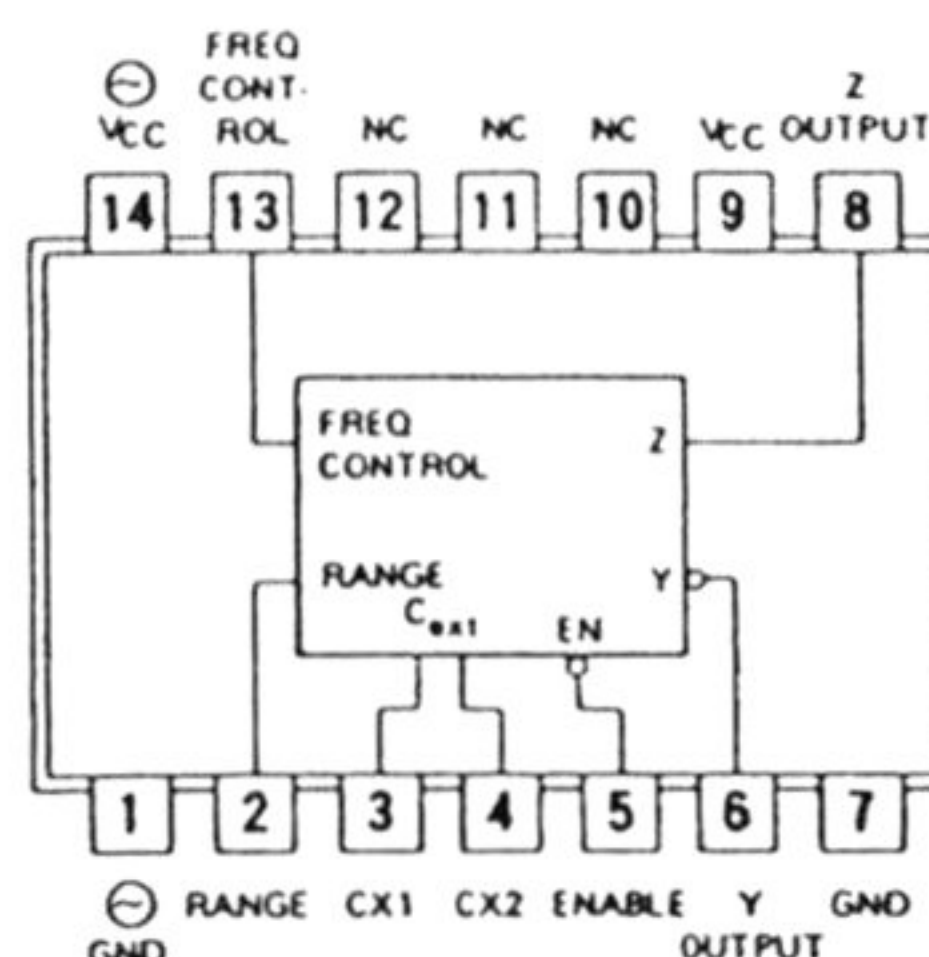 FREQ
CONT-
ROL
VCC
NC
NC
NC
VCC
Z
OUTPUT
14
13
12
11
10
9
8
FREQ
CONTROL
Z
RANGE
Y
Cext
EN
1
2
3
4
5
6
7
GND
RANGE
CX1
CX2
ENABLE
Y
OUTPUT
GND